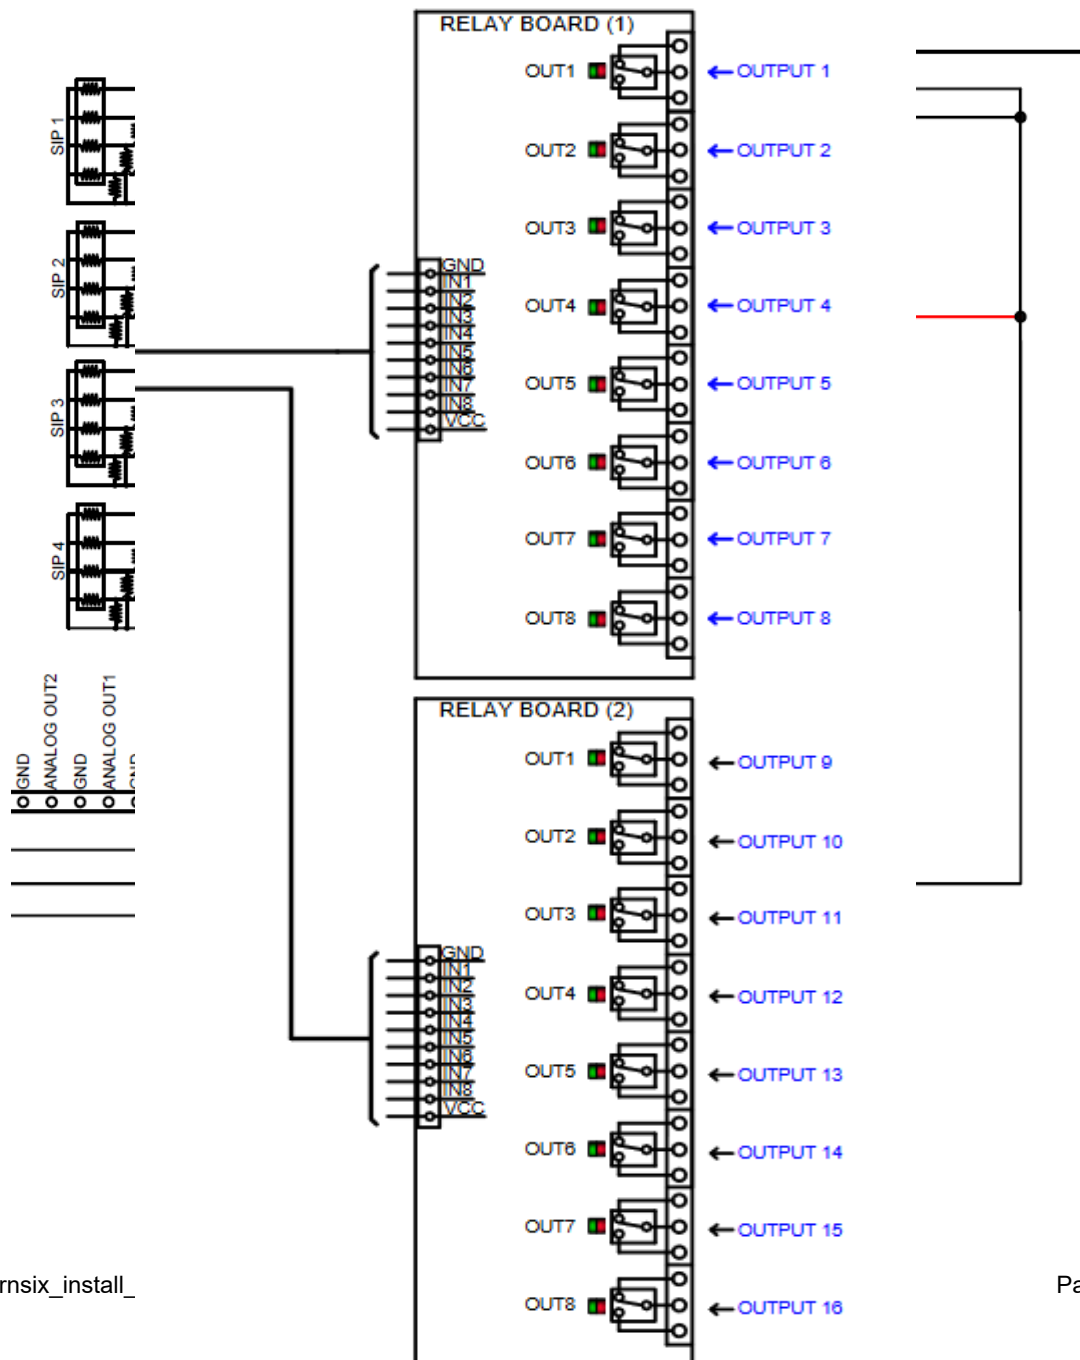 RELAY BOARD (1)
OUT1 OUTPUT 1
OUT2 OUTPUT 2
OUT3 OUTPUT 3
OUT4 OUTPUT 4
OUT5 OUTPUT 5
OUT6 OUTPUT 6
OUT7 OUTPUT 7
OUT8 OUTPUT 8
GND
IN1
IN2
IN3
IN4
IN5
IN6
IN7
IN8
VCC
SIP 1
SIP 2
SIP 3
SIP 4
GND
ANALOG OUT2
GND
ANALOG OUT1
GND
RELAY BOARD (2)
OUT1 OUTPUT 9
OUT2 OUTPUT 10
OUT3 OUTPUT 11
OUT4 OUTPUT 12
OUT5 OUTPUT 13
OUT6 OUTPUT 14
OUT7 OUTPUT 15
OUT8 OUTPUT 16
GND
IN1
IN2
IN3
IN4
IN5
IN6
IN7
IN8
VCC
rnsix_install_
Pa